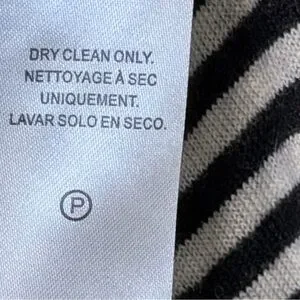 DRY CLEAN ONLY.
NETTOYAGE À SEC
UNIQUEMENT.
LAVAR SOLO EN SECO.
P